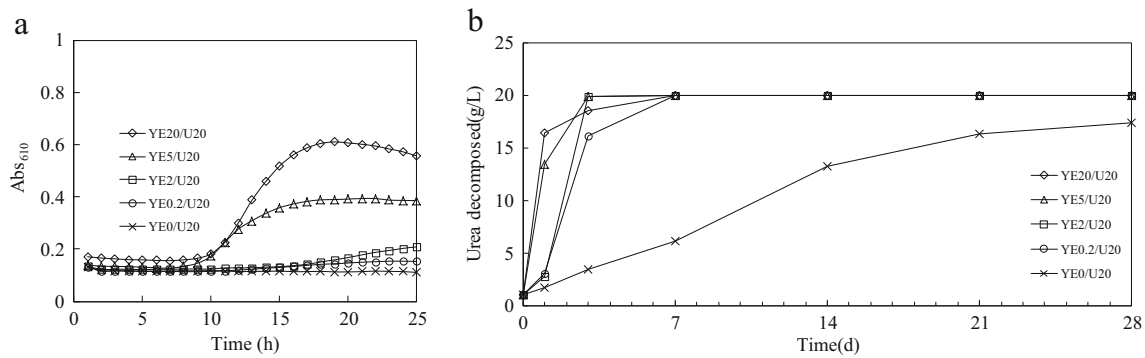 a
1
0.8
0.6
0.4
0.2
0
Abs610
YE20/U20
YE5/U20
YE2/U20
YE0.2/U20
YE0/U20
0 5 10 15 20 25
Time (h)
b
25
20
15
10
5
0
Urea decomposed(g/L)
YE20/U20
YE5/U20
YE2/U20
YE0.2/U20
YE0/U20
0 7 14 21 28
Time(d)